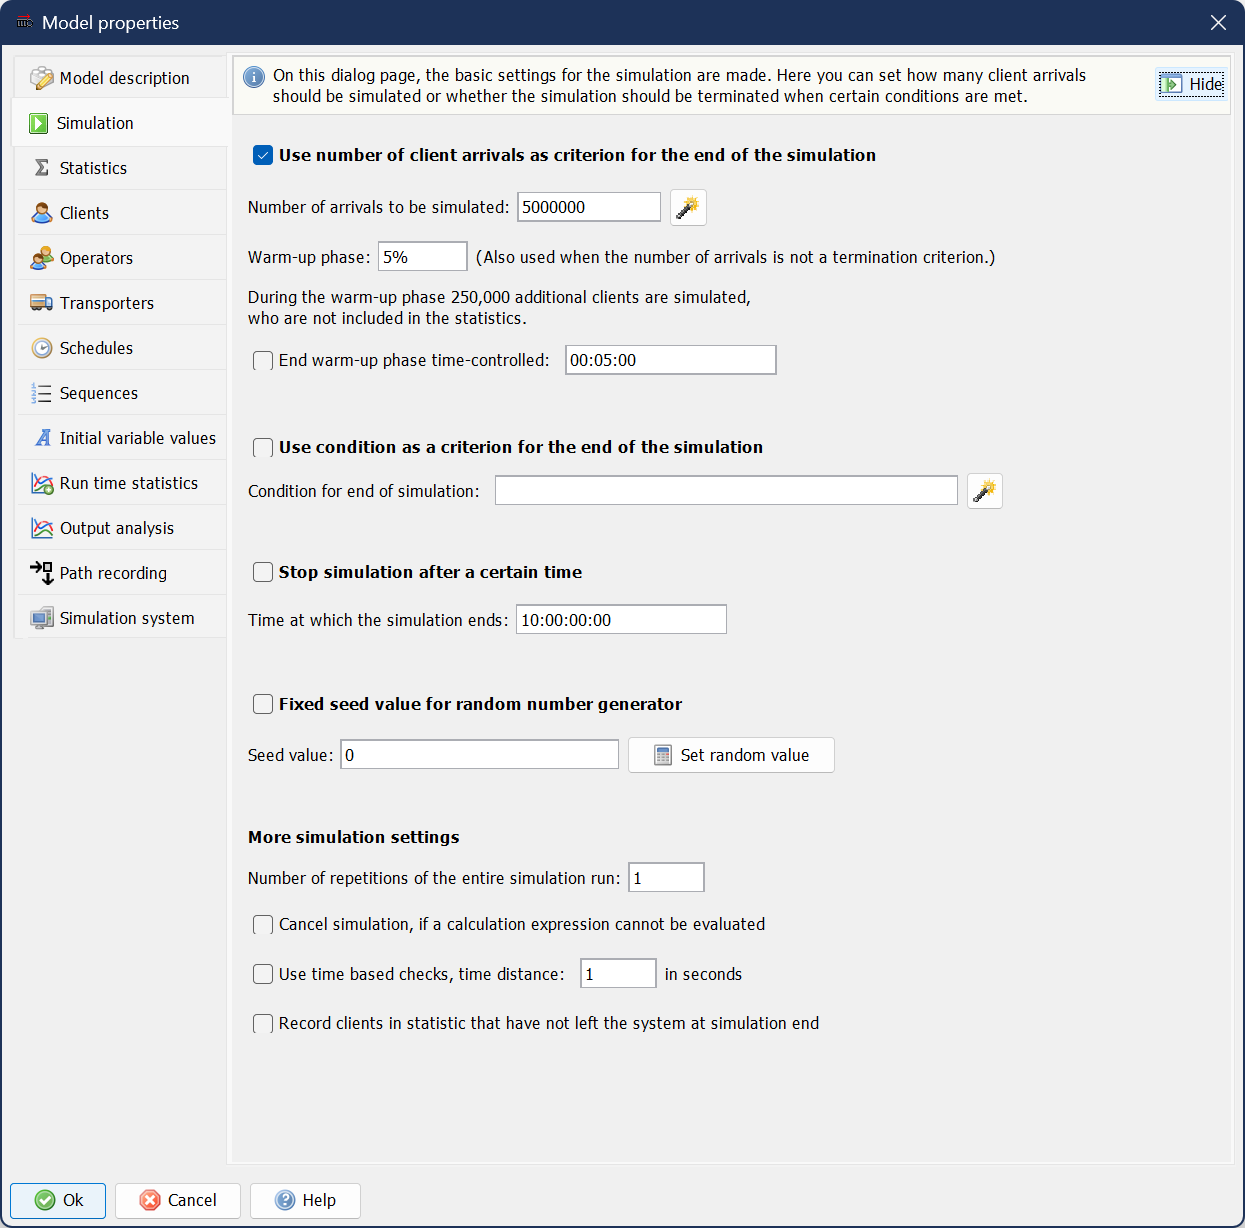 Model properties
Model description
Simulation
Statistics
Clients
Operators
Transporters
Schedules
Sequences
Initial variable values
Run time statistics
Output analysis
Path recording
Simulation system
On this dialog page, the basic settings for the simulation are made. Here you can set how many client arrivals
should be simulated or whether the simulation should be terminated when certain conditions are met.
Hide
Use number of client arrivals as criterion for the end of the simulation
Number of arrivals to be simulated: 5000000
Warm-up phase: 5% (Also used when the number of arrivals is not a termination criterion.)
During the warm-up phase 250,000 additional clients are simulated,
who are not included in the statistics.
End warm-up phase time-controlled: 00:05:00
Use condition as a criterion for the end of the simulation
Condition for end of simulation:
Stop simulation after a certain time
Time at which the simulation ends: 10:00:00:00
Fixed seed value for random number generator
Seed value: 0 Set random value
More simulation settings
Number of repetitions of the entire simulation run: 1
Cancel simulation, if a calculation expression cannot be evaluated
Use time based checks, time distance: 1 in seconds
Record clients in statistic that have not left the system at simulation end
Ok Cancel Help